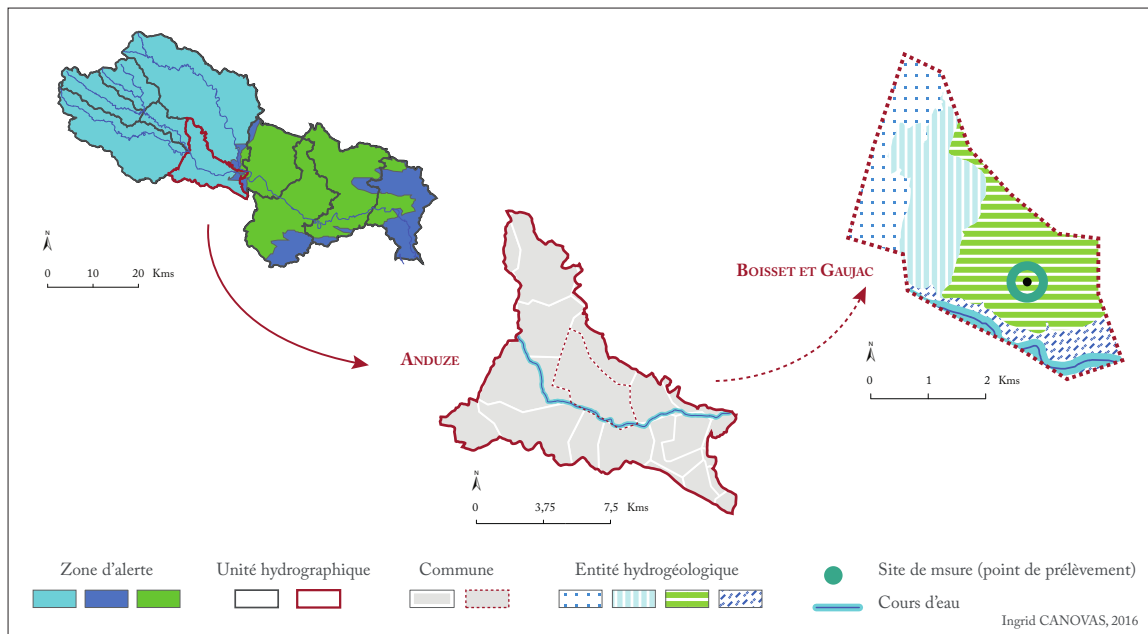 N
0 10 20 Kms
ANDUZE
BOISSET ET GAUJAC
N
0 1 2 Kms
N
0 3,75 7,5 Kms
Zone d'alerte
Unité hydrographique
Commune
Entité hydrogéologique
Site de msure (point de prélèvement)
Cours d'eau
Ingrid CANOVAS, 2016